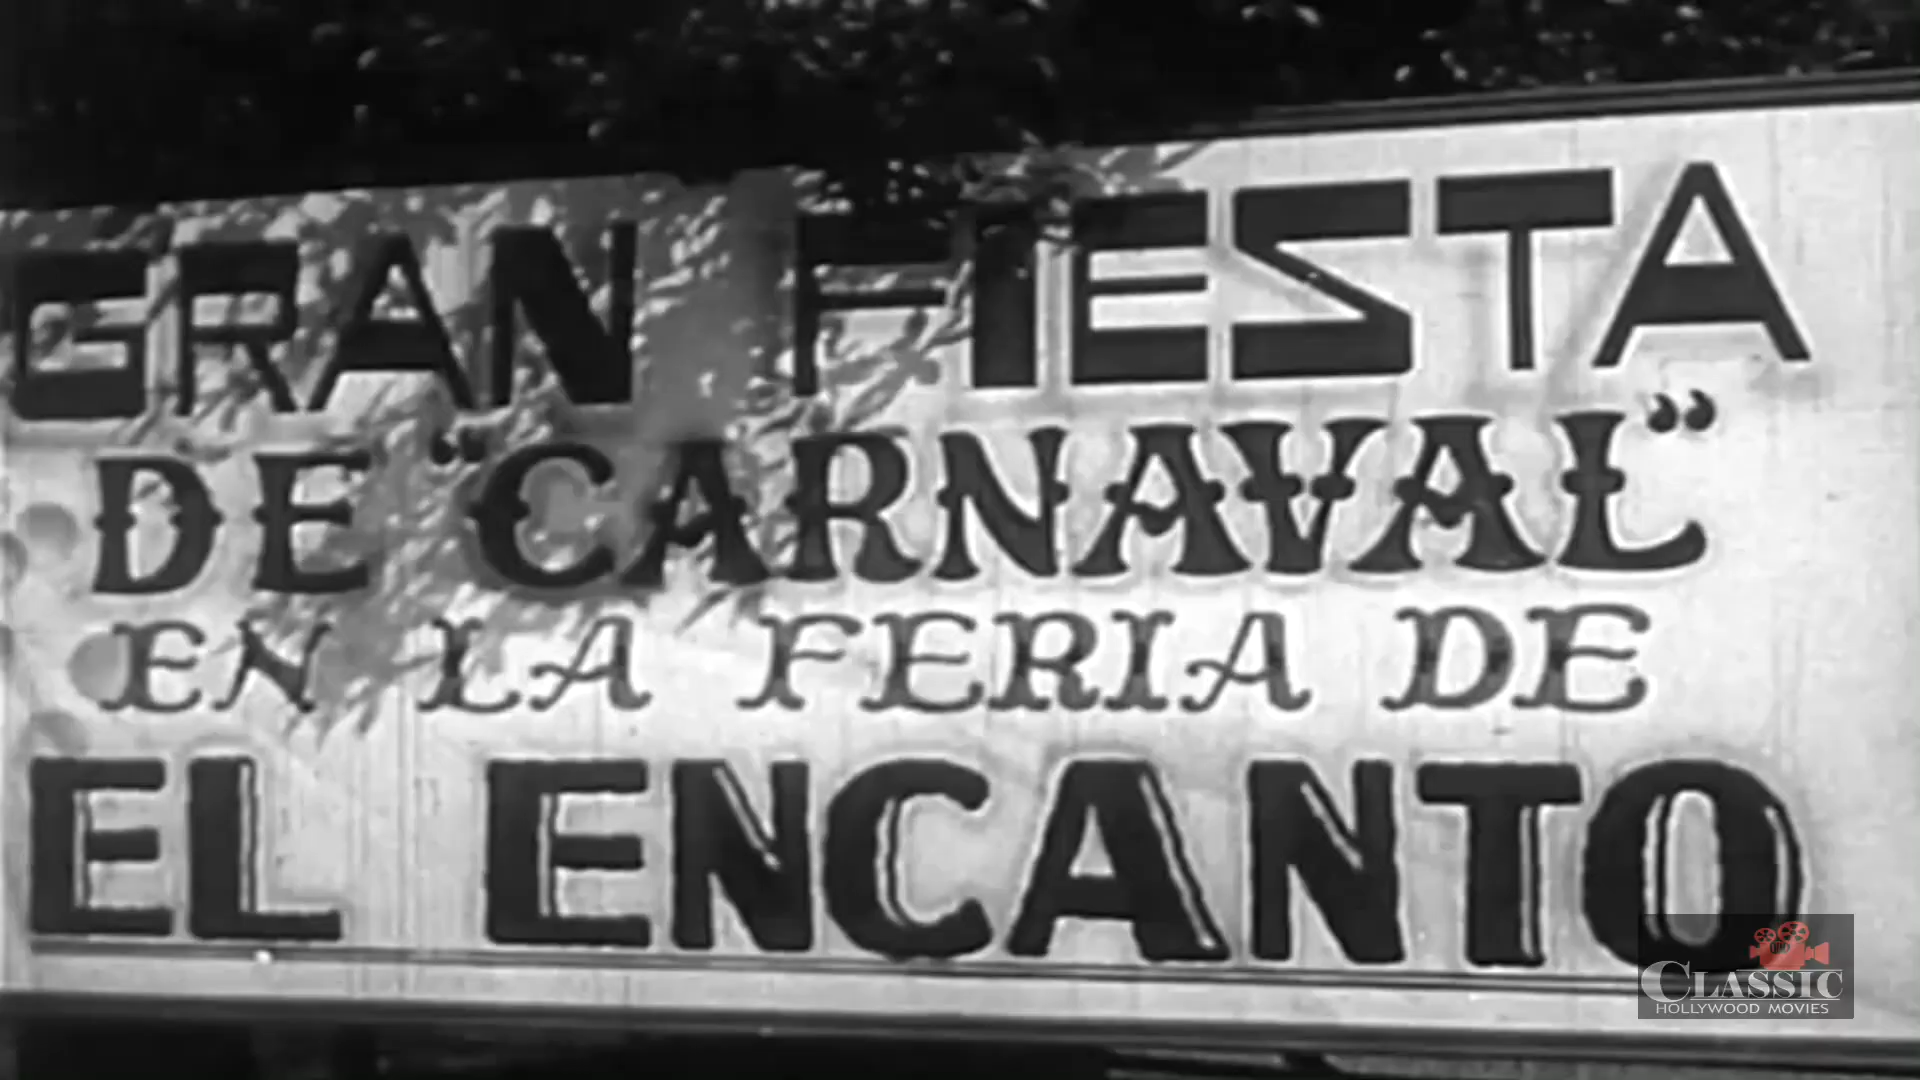 GRAN FIESTA
DE "CARNAVAL"
EN LA FERIA DE
EL ENCANTO
CLASSIC
HOLLYWOOD MOVIES